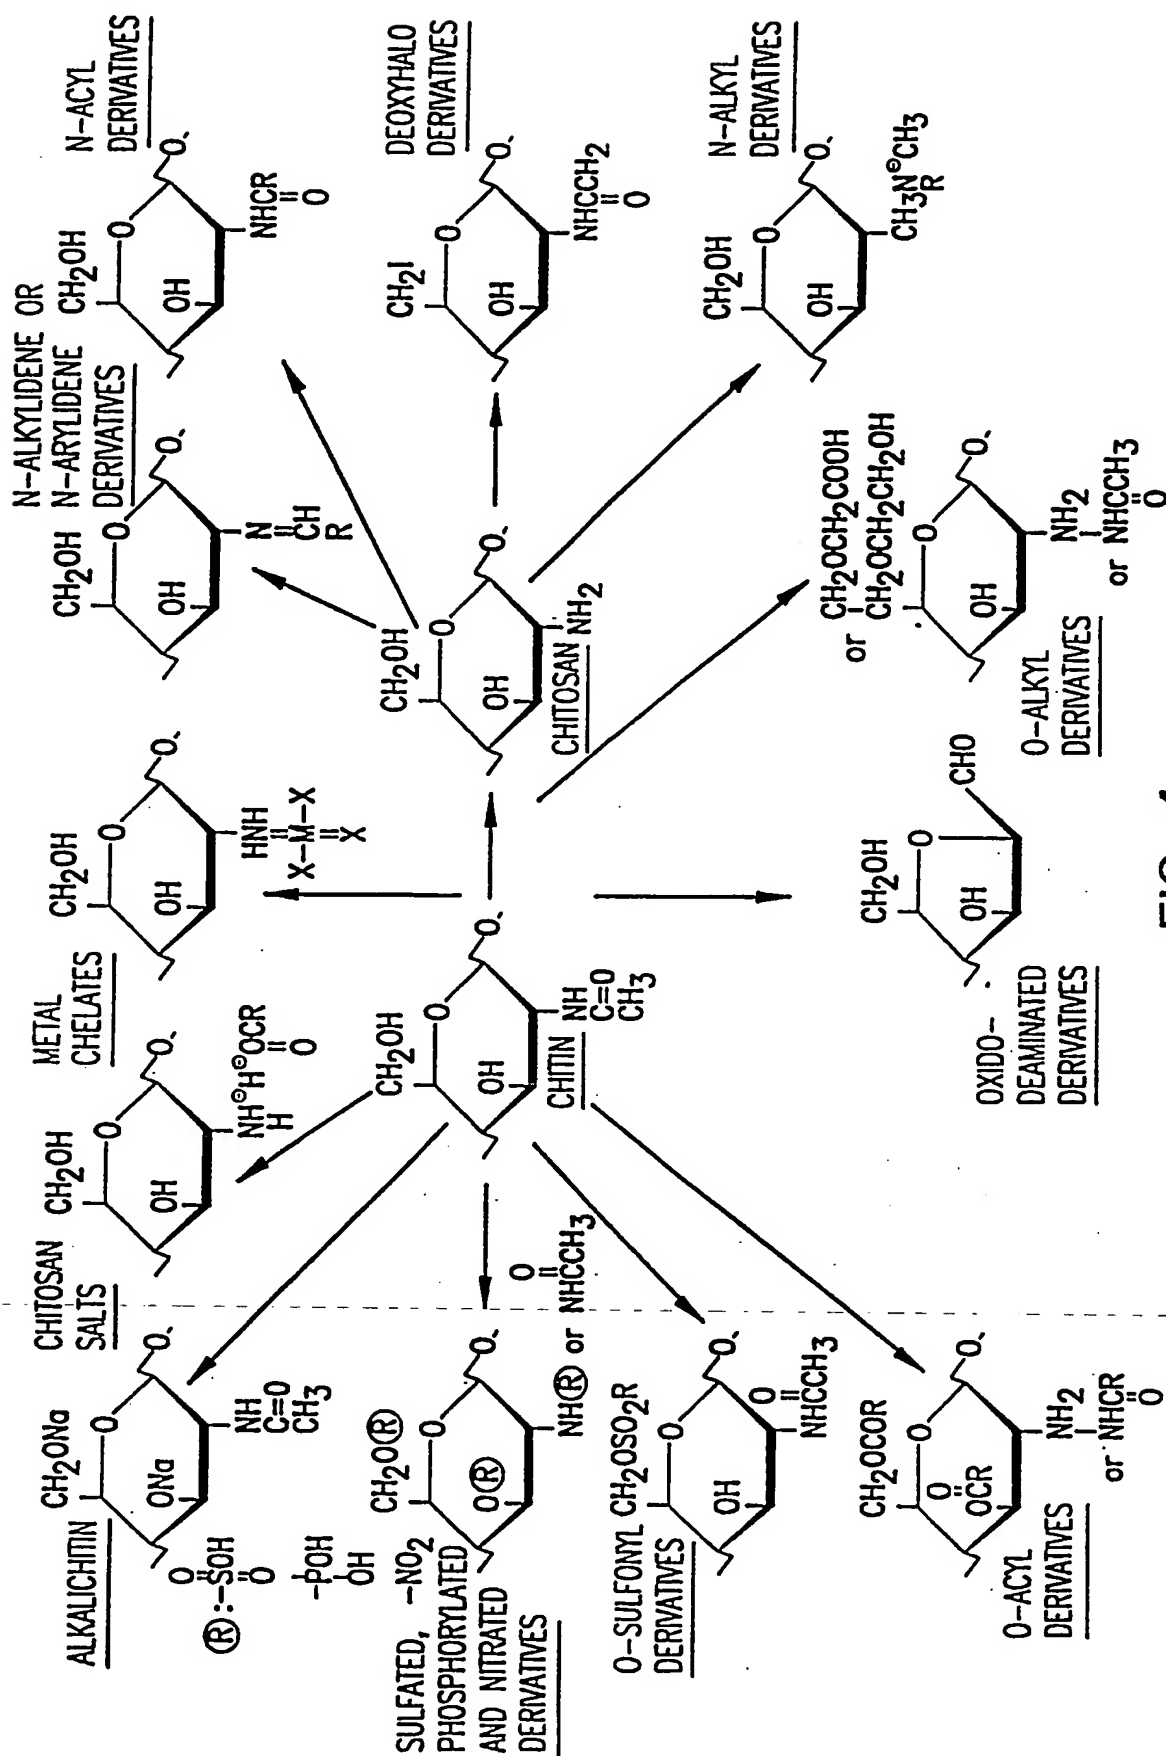 ALKALICHITIN
CH2ONa
O
ONa
O
NH
C=O
CH3
CHITOSAN
SALTS
CH2OH
O
OH
O
NH⊖H⊖OCR
H
O
METAL
CHELATES
CH2OH
O
OH
O
HNH
X-M-X
X
N-ALKYLIDENE OR
N-ARYLIDENE
DERIVATIVES
CH2OH
O
OH
O
N
CH
R
N-ACYL
DERIVATIVES
CH2OH
O
OH
O
NHCR
O
Ⓡ:-SOH
O
O
-POH
OH
SULFATED, -NO2
PHOSPHORYLATED
AND NITRATED
DERIVATIVES
CH2OⓇ
O
OⓇ
O
NHⓇ or NHCCH3
O
CH2OH
O
OH
O
NH
C=O
CH3
CHITIN
CH2OH
O
OH
O
NH2
CHITOSAN
DEOXYHALO
DERIVATIVES
CH2I
O
OH
O
NHCCH2
O
O-SULFONYL
DERIVATIVES
CH2OSO2R
O
OH
O
O
NHCCH3
N-ALKYL
DERIVATIVES
CH2OH
O
OH
O
CH3N⊖CH3
R
O-ACYL
DERIVATIVES
CH2OCOR
O
O
OCR
O
NH2
or NHCR
O
OXIDO-
DEAMINATED
DERIVATIVES
CH2OH
O
OH
CHO
O-ALKYL
DERIVATIVES
CH2OCH2COOH
or
CH2OCH2CH2OH
O
OH
O
NH2
or NHCCH3
O